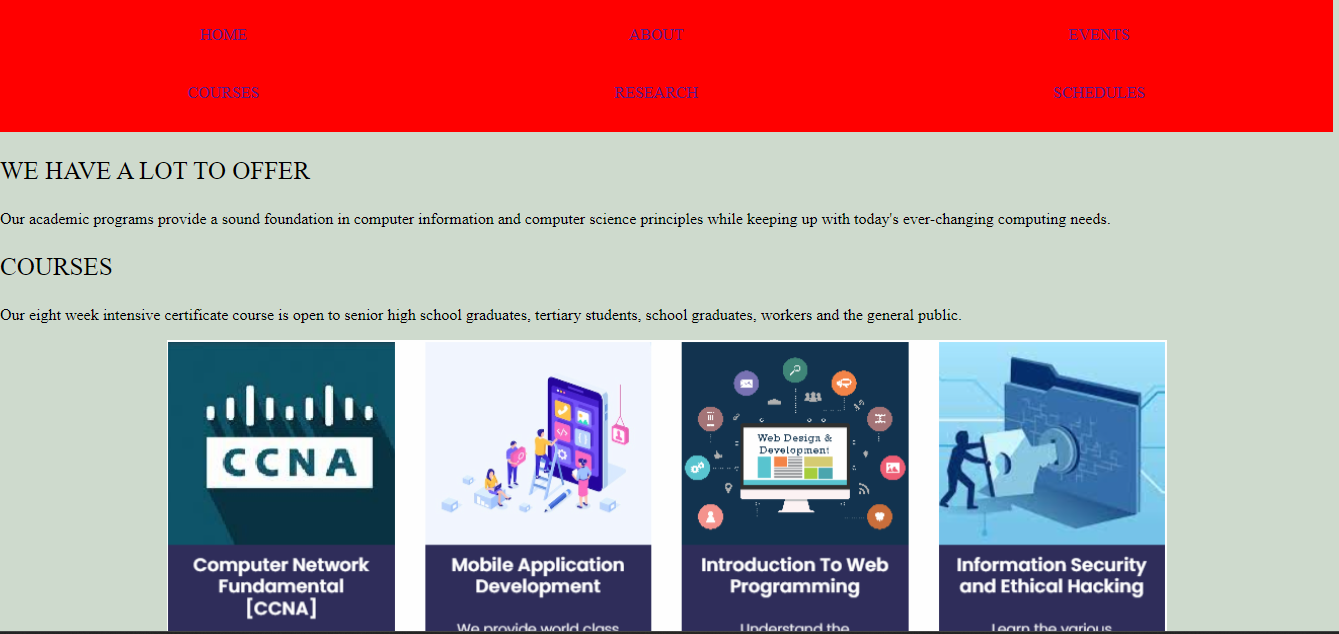 HOME ABOUT EVENTS
COURSES RESEARCH SCHEDULES
WE HAVE A LOT TO OFFER
Our academic programs provide a sound foundation in computer information and computer science principles while keeping up with today's ever-changing computing needs.
COURSES
Our eight week intensive certificate course is open to senior high school graduates, tertiary students, school graduates, workers and the general public.
CCNA
Computer Network
Fundamental
[CCNA]
Mobile Application
Development
We provide world class
Web Design &
Development
Introduction To Web
Programming
Understand the
Information Security
and Ethical Hacking
Learn the various